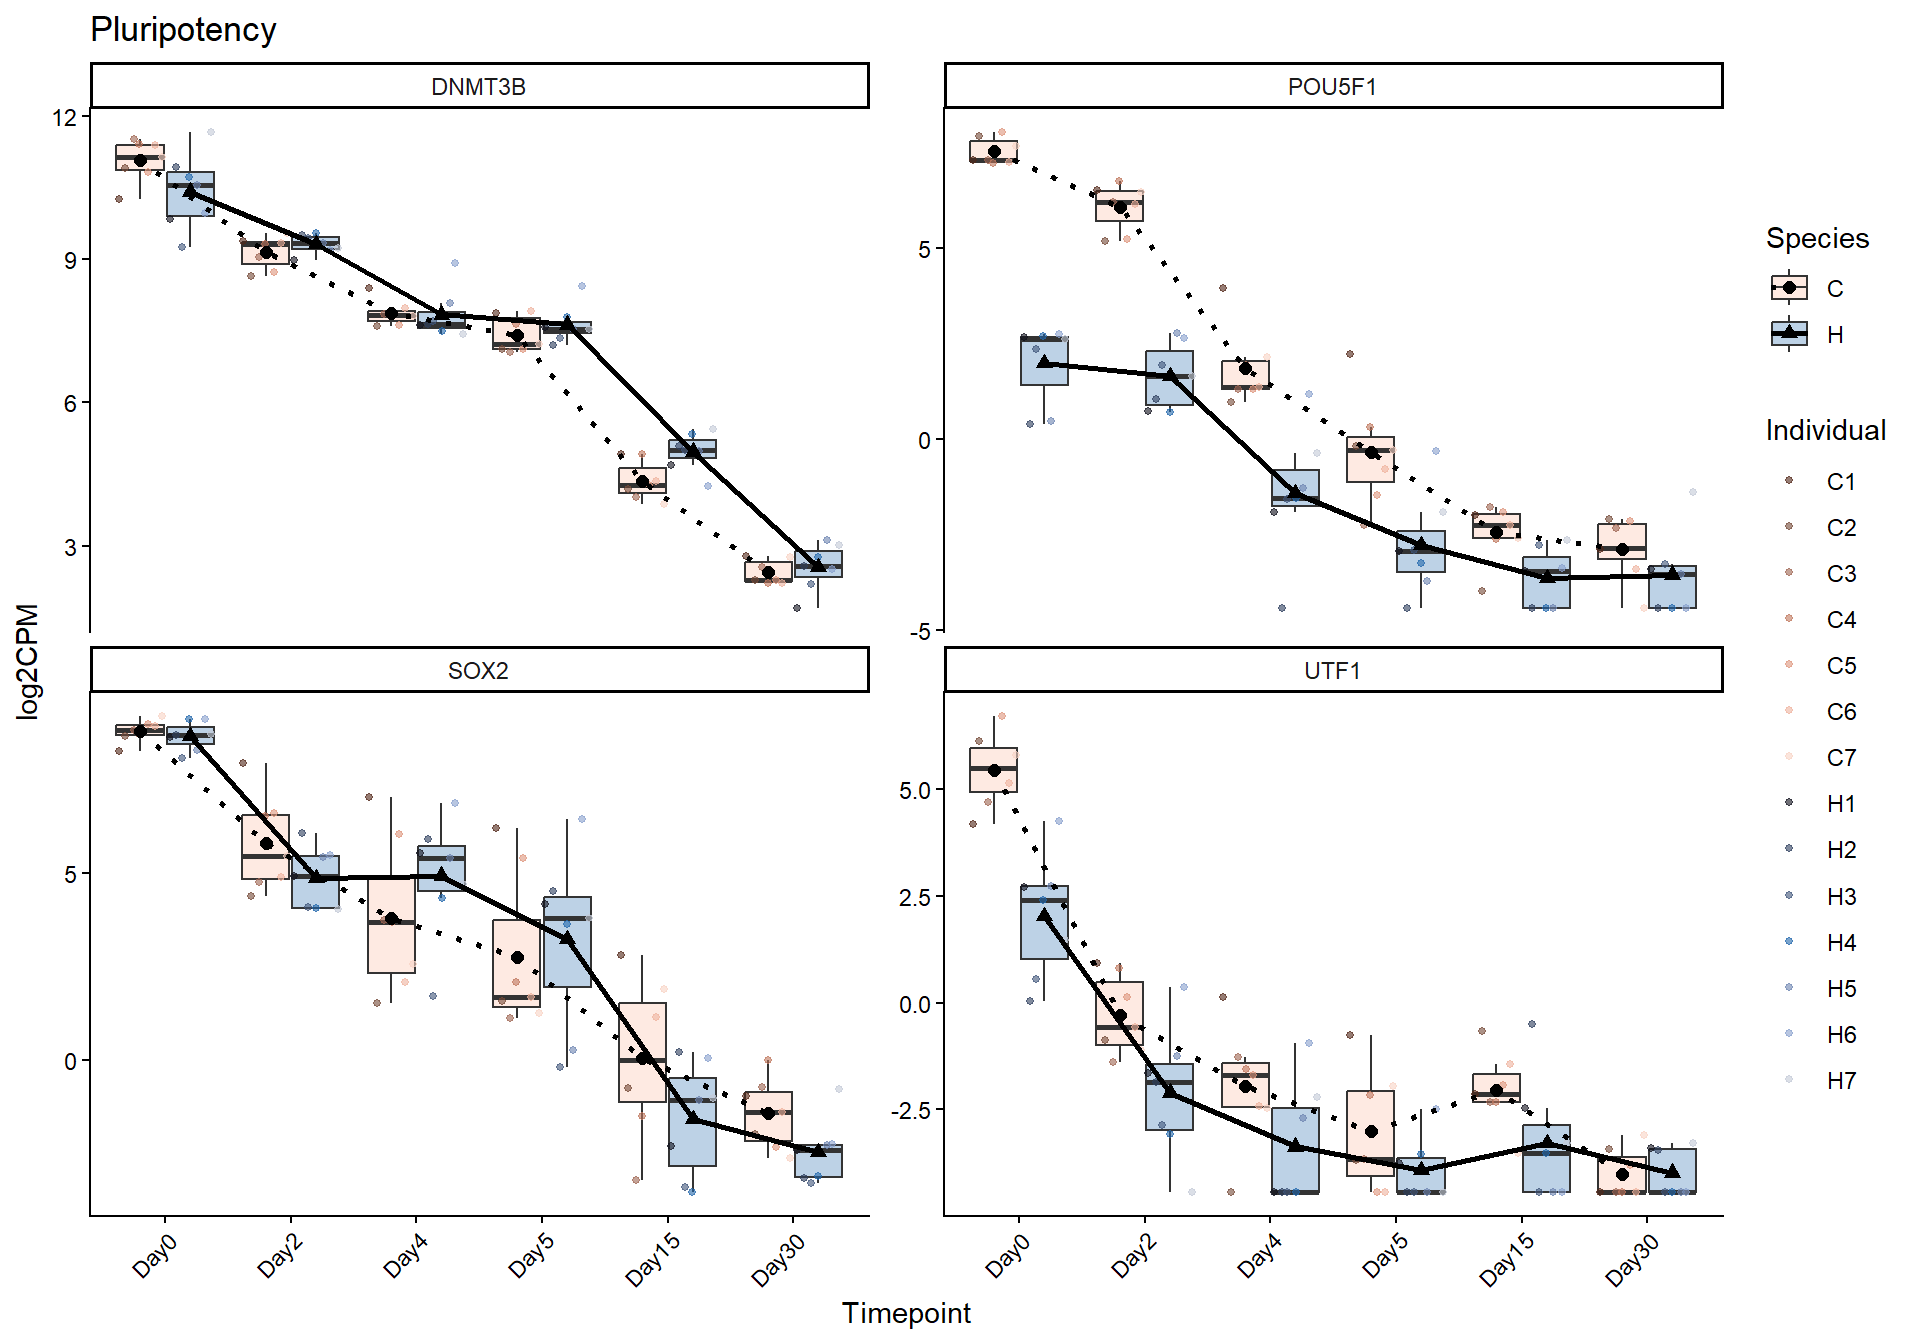 Pluripotency
DNMT3B
POU5F1
12
9
6
3
5
0
-5
SOX2
UTF1
5
0
5.0
2.5
0.0
-2.5
log2CPM
Day0
Day2
Day4
Day5
Day15
Day30
Day0
Day2
Day4
Day5
Day15
Day30
Timepoint
Species
C
H
Individual
C1
C2
C3
C4
C5
C6
C7
H1
H2
H3
H4
H5
H6
H7